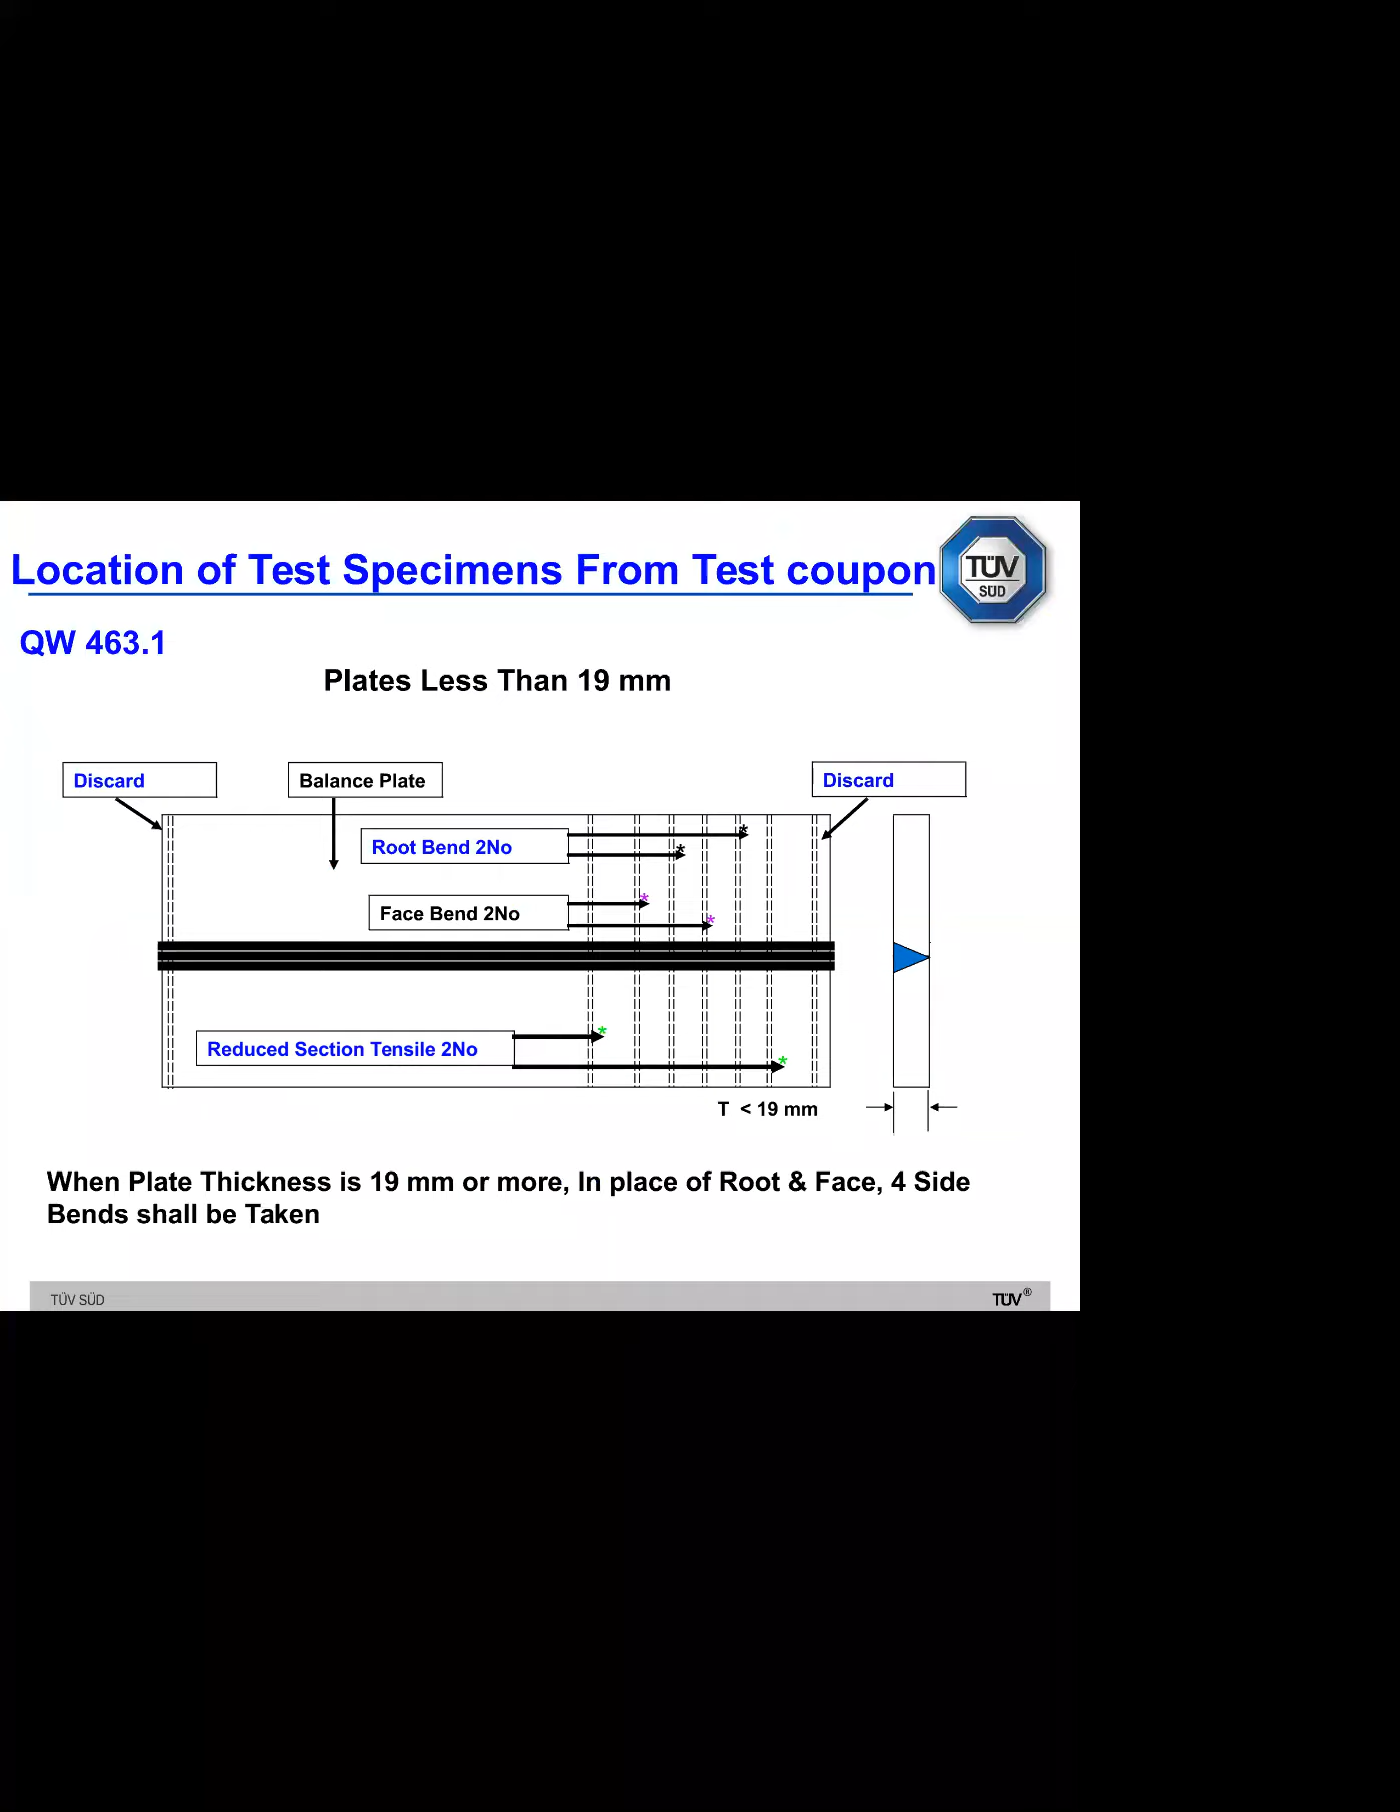 Location of Test Specimens From Test coupon
TÜV
SÜD
QW 463.1
Plates Less Than 19 mm
Discard
Balance Plate
Discard
Root Bend 2No
*
*
Face Bend 2No
*
*
Reduced Section Tensile 2No
*
*
T < 19 mm
When Plate Thickness is 19 mm or more, In place of Root & Face, 4 Side
Bends shall be Taken
TÜV SÜD
TÜV®